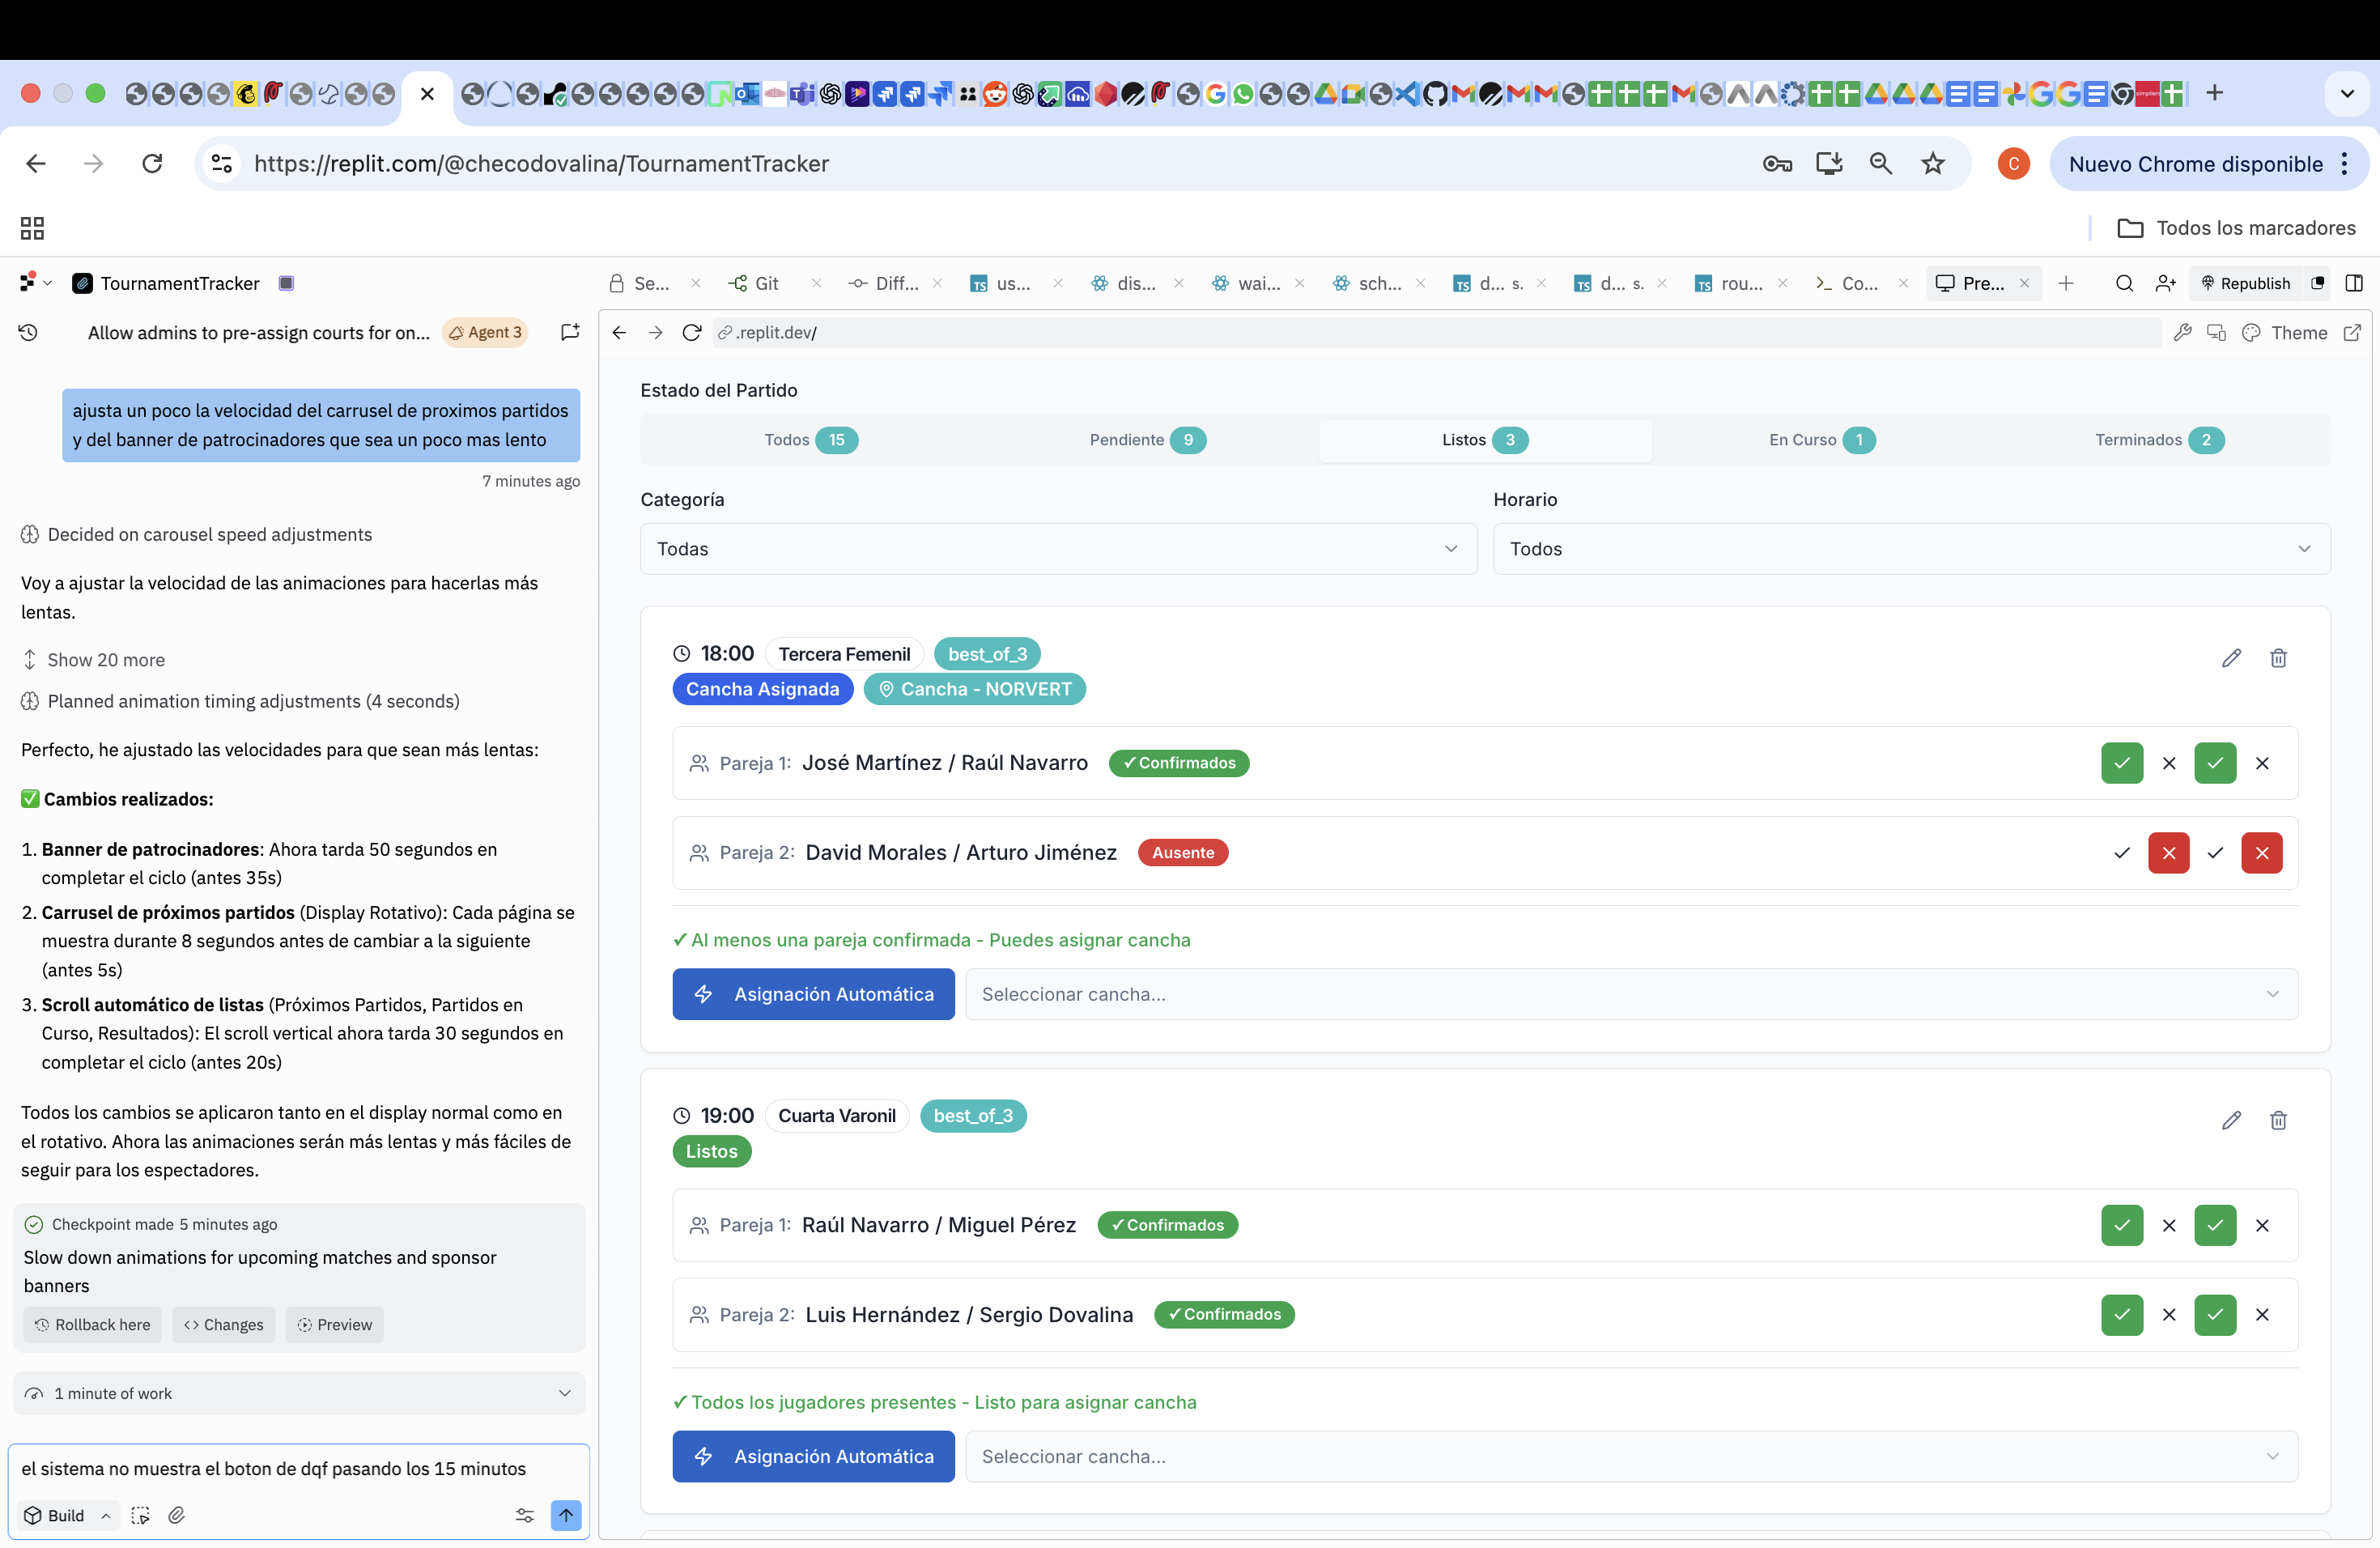 https://replit.com/@checodovalina/TournamentTracker
C
Nuevo Chrome disponible
Todos los marcadores
TournamentTracker
Se...
Git
Diff...
us...
dis...
wai...
sch...
d... s.
d... s.
rou...
Co...
Pre...
Republish
Allow admins to pre-assign courts for on...
Agent 3
.replit.dev/
Theme
ajusta un poco la velocidad del carrusel de proximos partidos
y del banner de patrocinadores que sea un poco mas lento
7 minutes ago
Decided on carousel speed adjustments
Voy a ajustar la velocidad de las animaciones para hacerlas más
lentas.
Show 20 more
Planned animation timing adjustments (4 seconds)
Perfecto, he ajustado las velocidades para que sean más lentas:
✅ Cambios realizados:
1. Banner de patrocinadores: Ahora tarda 50 segundos en
completar el ciclo (antes 35s)
2. Carrusel de próximos partidos (Display Rotativo): Cada página se
muestra durante 8 segundos antes de cambiar a la siguiente
(antes 5s)
3. Scroll automático de listas (Próximos Partidos, Partidos en
Curso, Resultados): El scroll vertical ahora tarda 30 segundos en
completar el ciclo (antes 20s)
Todos los cambios se aplicaron tanto en el display normal como en
el rotativo. Ahora las animaciones serán más lentas y más fáciles de
seguir para los espectadores.
Checkpoint made 5 minutes ago
Slow down animations for upcoming matches and sponsor
banners
Rollback here
Changes
Preview
1 minute of work
el sistema no muestra el boton de dqf pasando los 15 minutos
Build
Estado del Partido
Todos 15
Pendiente 9
Listos 3
En Curso 1
Terminados 2
Categoría
Horario
Todas
Todos
18:00 Tercera Femenil best_of_3
Cancha Asignada Cancha - NORVERT
Pareja 1: José Martínez / Raúl Navarro ✓ Confirmados
Pareja 2: David Morales / Arturo Jiménez Ausente
✓ Al menos una pareja confirmada - Puedes asignar cancha
Asignación Automática
Seleccionar cancha...
19:00 Cuarta Varonil best_of_3
Listos
Pareja 1: Raúl Navarro / Miguel Pérez ✓ Confirmados
Pareja 2: Luis Hernández / Sergio Dovalina ✓ Confirmados
✓ Todos los jugadores presentes - Listo para asignar cancha
Asignación Automática
Seleccionar cancha...